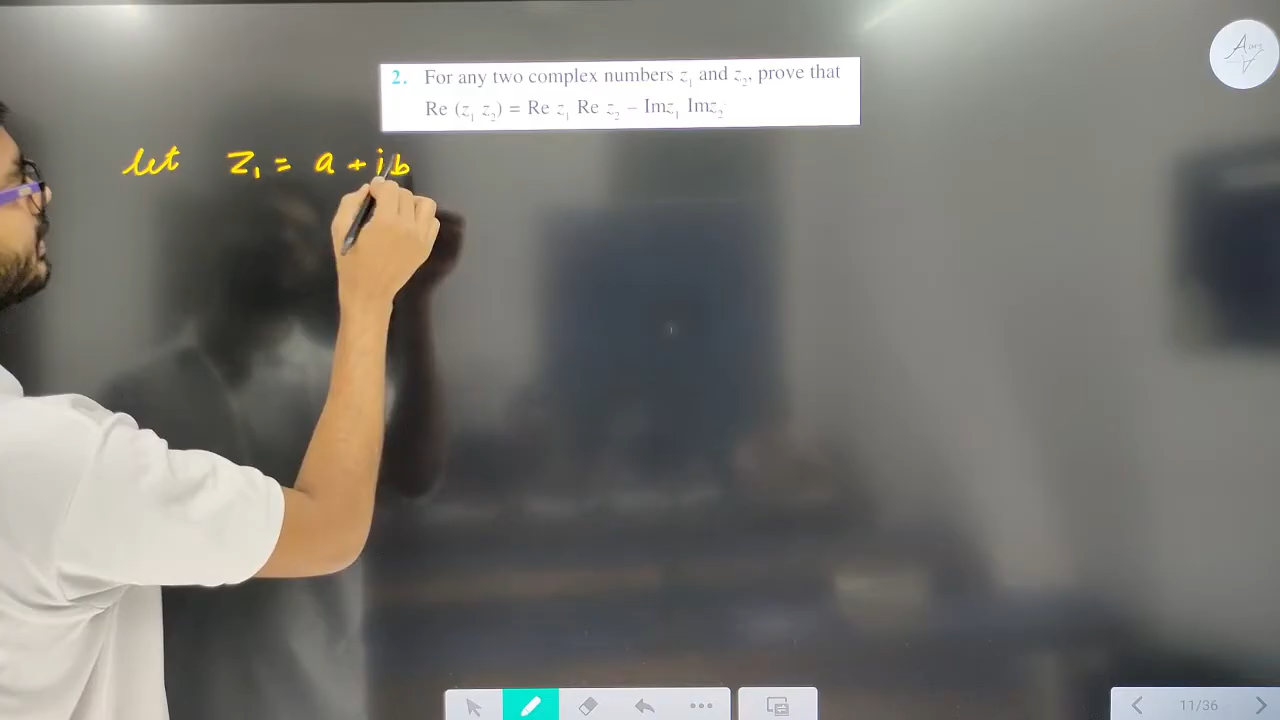 2. For any two complex numbers z₁ and z₂, prove that
Re (z₁ z₂) = Re z₁ Re z₂ – Imz₁ Imz₂
let z₁ = a + ib
11/36